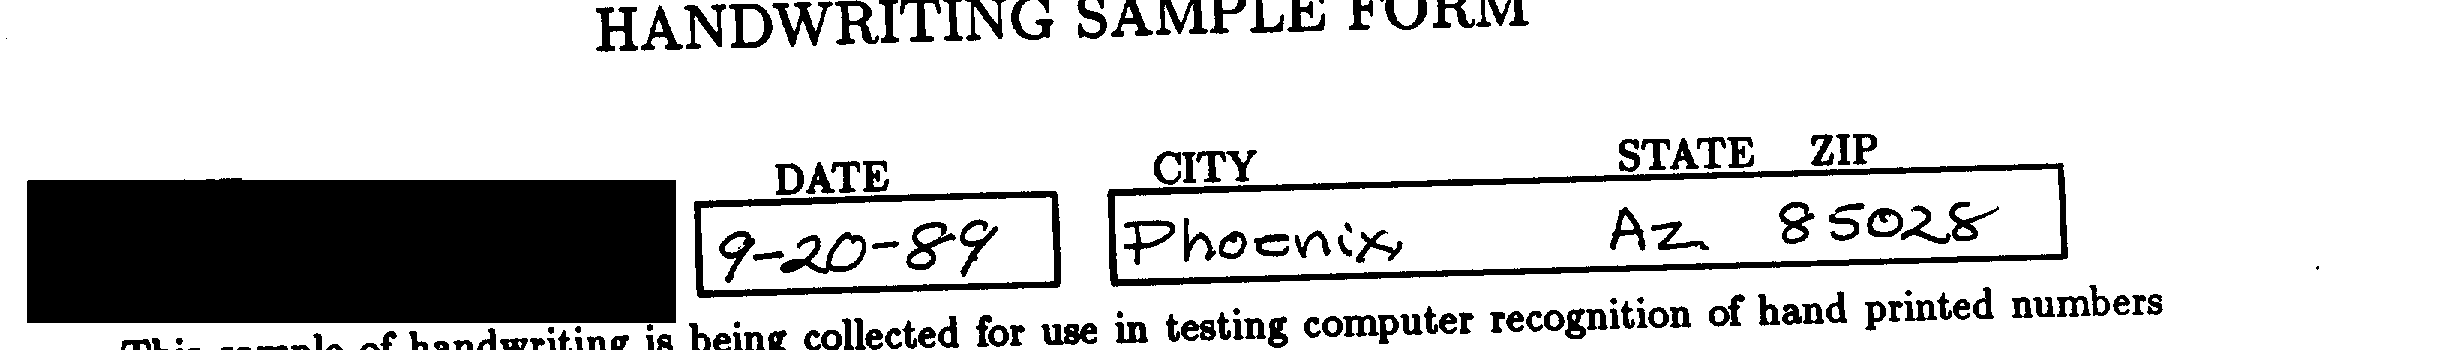 HANDWRITING SAMPLE FORM
DATE CITY STATE ZIP
9-20-89 Phoenix, Az 85028
This sample of handwriting is being collected for use in testing computer recognition of hand printed numbers